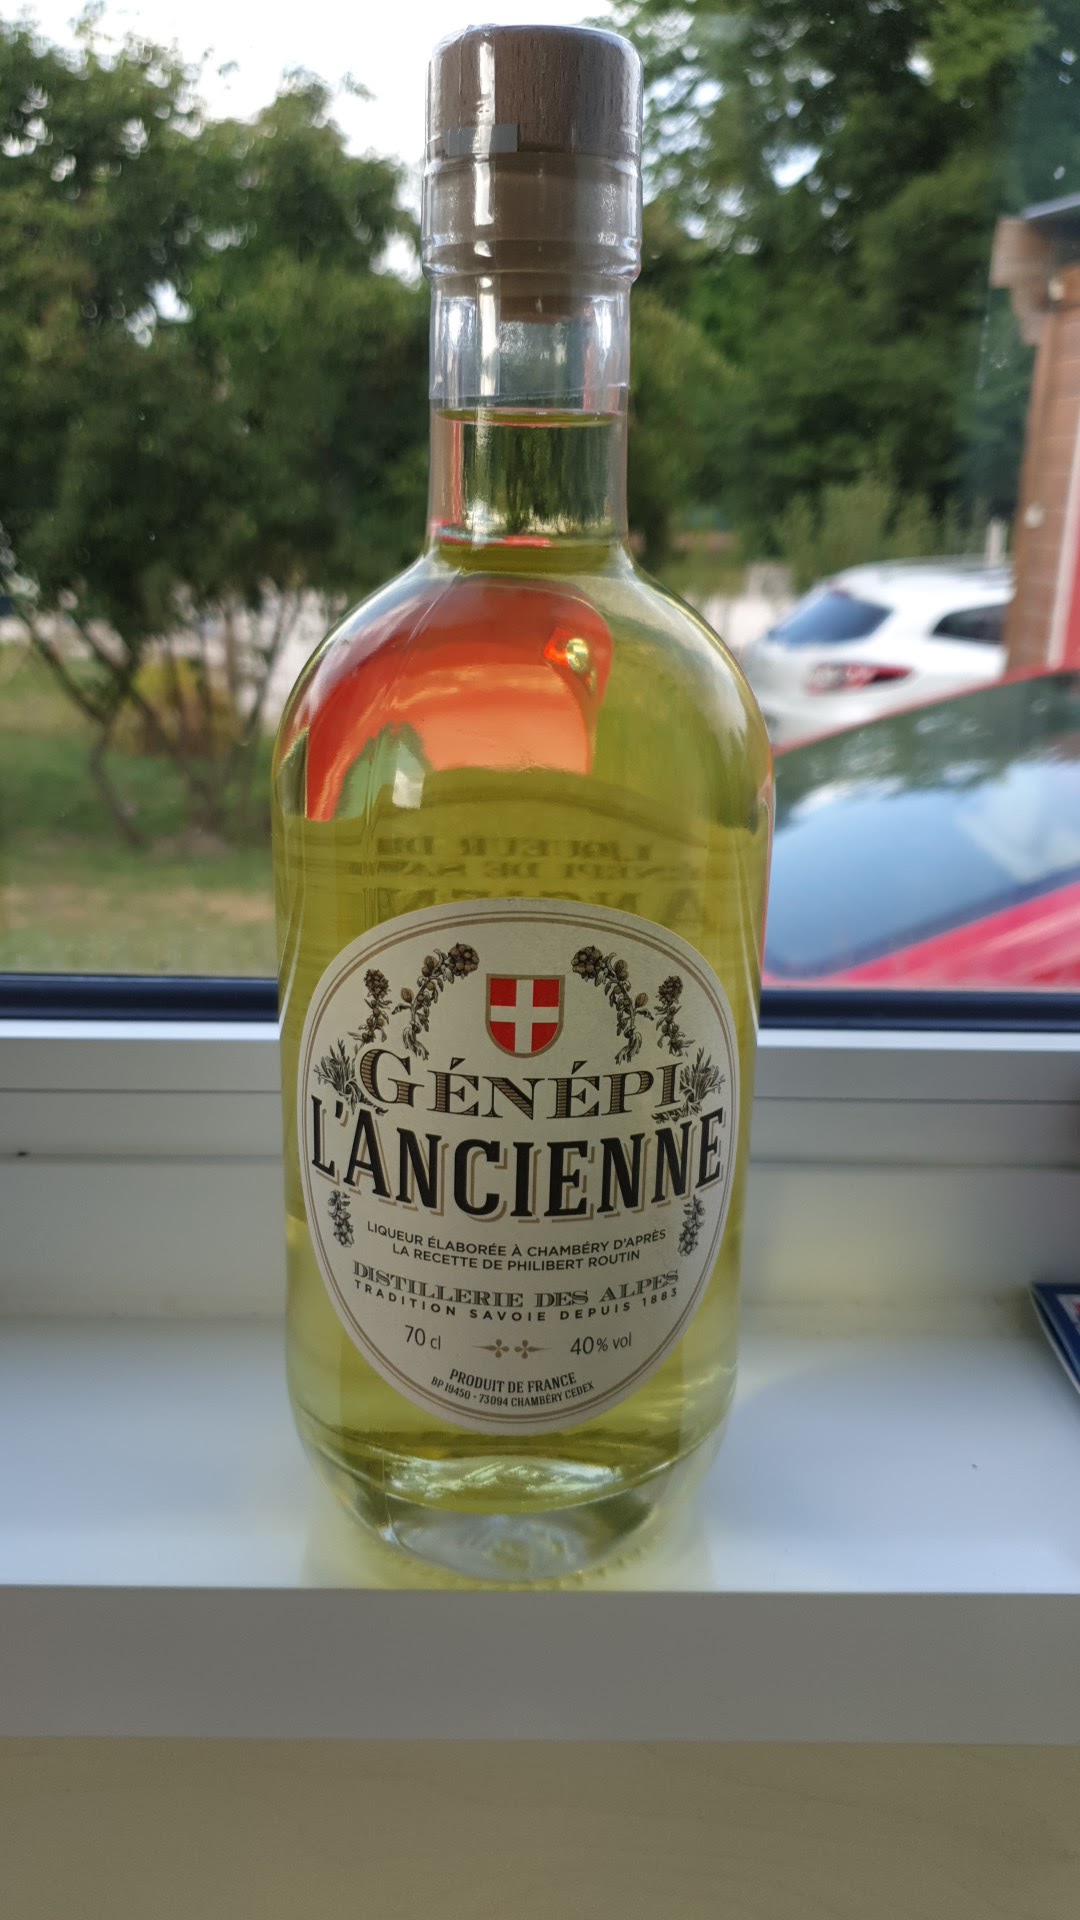 GÉNÉPI
L'ANCIENNE
LIQUEUR ÉLABORÉE À CHAMBÉRY D'APRÈS
LA RECETTE DE PHILIBERT ROUTIN
DISTILLERIE DES ALPES
TRADITION SAVOIE DEPUIS 1883
70 cl 40% vol
PRODUIT DE FRANCE
BP 19450 - 73094 CHAMBÉRY CEDEX